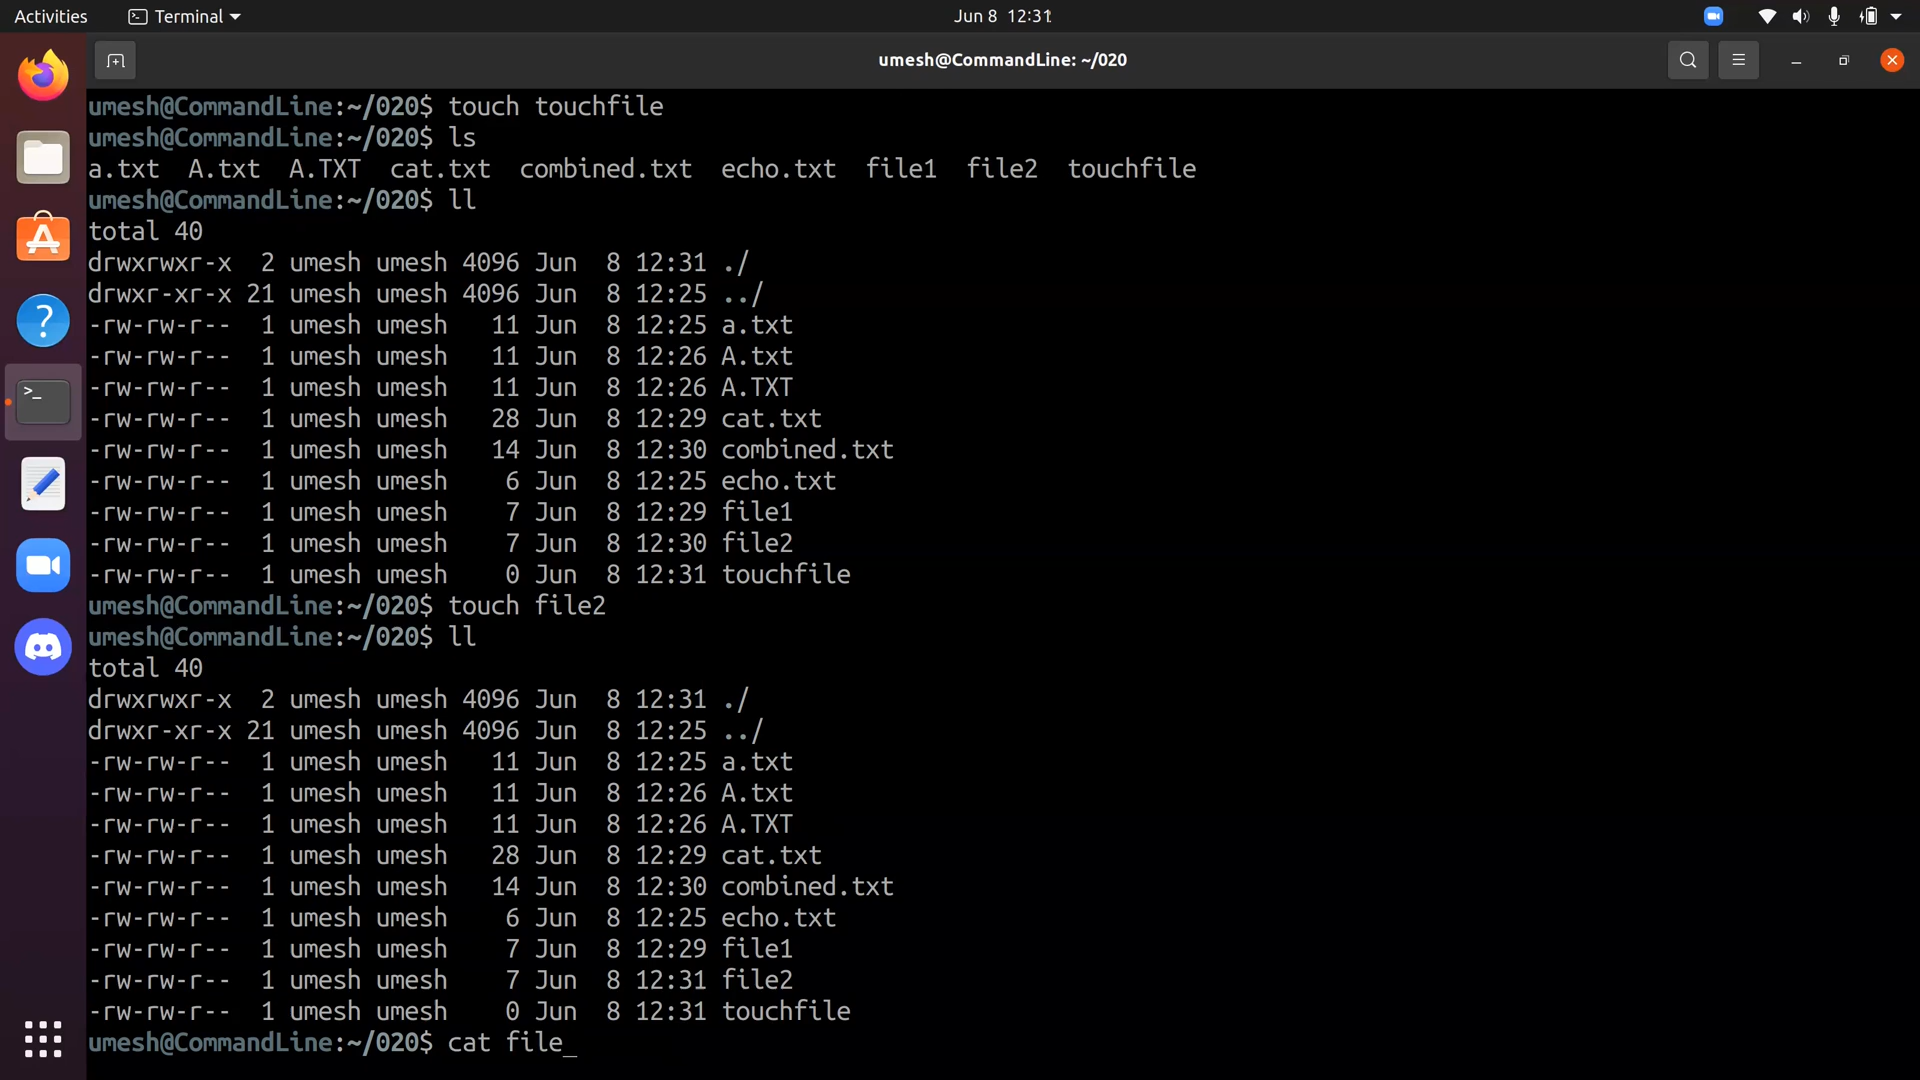 Activities
Terminal
Jun 8 12:31
umesh@CommandLine: ~/020
umesh@CommandLine:~/020$ touch touchfile
umesh@CommandLine:~/020$ ls
a.txt A.txt A.TXT cat.txt combined.txt echo.txt file1 file2 touchfile
umesh@CommandLine:~/020$ ll
total 40
drwxrwxr-x 2 umesh umesh 4096 Jun 8 12:31 ./
drwxr-xr-x 21 umesh umesh 4096 Jun 8 12:25 ../
-rw-rw-r-- 1 umesh umesh 11 Jun 8 12:25 a.txt
-rw-rw-r-- 1 umesh umesh 11 Jun 8 12:26 A.txt
-rw-rw-r-- 1 umesh umesh 11 Jun 8 12:26 A.TXT
-rw-rw-r-- 1 umesh umesh 28 Jun 8 12:29 cat.txt
-rw-rw-r-- 1 umesh umesh 14 Jun 8 12:30 combined.txt
-rw-rw-r-- 1 umesh umesh 6 Jun 8 12:25 echo.txt
-rw-rw-r-- 1 umesh umesh 7 Jun 8 12:29 file1
-rw-rw-r-- 1 umesh umesh 7 Jun 8 12:30 file2
-rw-rw-r-- 1 umesh umesh 0 Jun 8 12:31 touchfile
umesh@CommandLine:~/020$ touch file2
umesh@CommandLine:~/020$ ll
total 40
drwxrwxr-x 2 umesh umesh 4096 Jun 8 12:31 ./
drwxr-xr-x 21 umesh umesh 4096 Jun 8 12:25 ../
-rw-rw-r-- 1 umesh umesh 11 Jun 8 12:25 a.txt
-rw-rw-r-- 1 umesh umesh 11 Jun 8 12:26 A.txt
-rw-rw-r-- 1 umesh umesh 11 Jun 8 12:26 A.TXT
-rw-rw-r-- 1 umesh umesh 28 Jun 8 12:29 cat.txt
-rw-rw-r-- 1 umesh umesh 14 Jun 8 12:30 combined.txt
-rw-rw-r-- 1 umesh umesh 6 Jun 8 12:25 echo.txt
-rw-rw-r-- 1 umesh umesh 7 Jun 8 12:29 file1
-rw-rw-r-- 1 umesh umesh 7 Jun 8 12:31 file2
-rw-rw-r-- 1 umesh umesh 0 Jun 8 12:31 touchfile
umesh@CommandLine:~/020$ cat file_